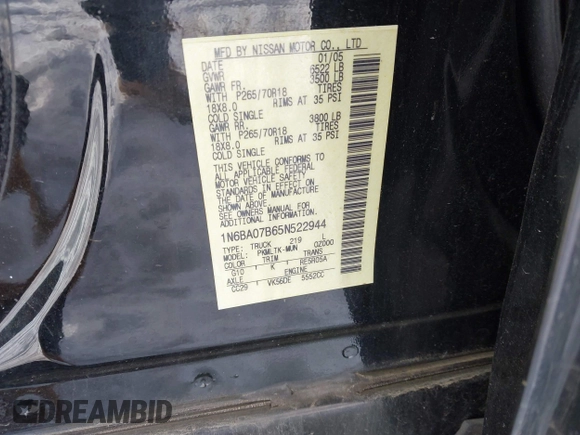 MFD BY NISSAN MOTOR CO., LTD
DATE 01/05
GVWR 6522 LB
GAWR FR. 3500 LB
WITH P265/70R18 TIRES
18X8.0 RIMS AT 35 PSI
COLD SINGLE
GAWR RR. 3800 LB
WITH P265/70R18 TIRES
18X8.0 RIMS AT 35 PSI
COLD SINGLE
THIS VEHICLE CONFORMS TO
ALL APPLICABLE FEDERAL
MOTOR VEHICLE SAFETY
STANDARDS IN EFFECT ON
THE DATE OF MANUFACTURE
SHOWN ABOVE.
SEE OWNERS MANUAL FOR
ADDITIONAL INFORMATION.
1N6BA07B65N522944
TYPE: TRUCK 219 L
MODEL: PKMLTK-MUN 0Z000
COLOR TRIM TRANS
G10 K RE5R05A
AXLE ENGINE
CC29 VK56DE 5552CC
DREAMBID